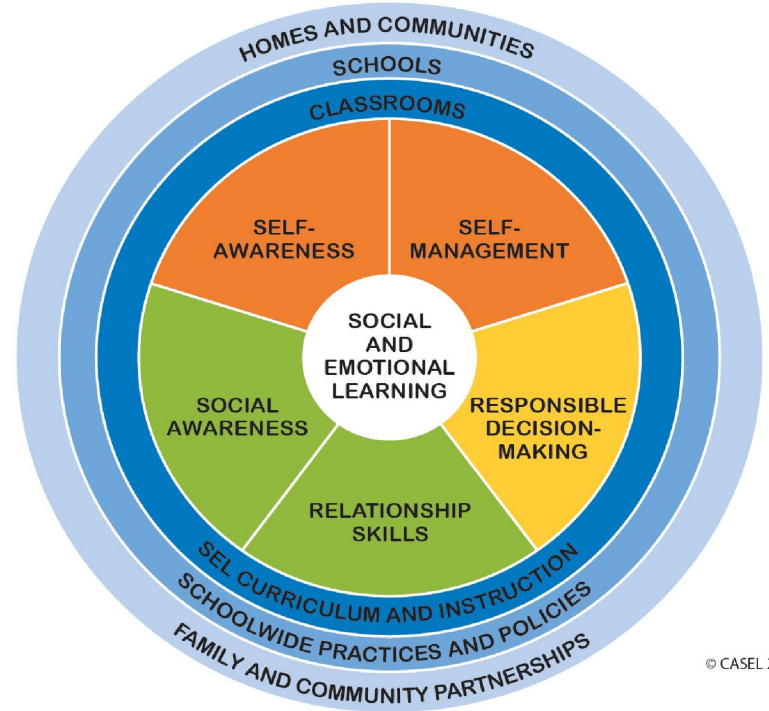 HOMES AND COMMUNITIES
SCHOOLS
CLASSROOMS
SELF-
AWARENESS
SELF-
MANAGEMENT
SOCIAL
AND
EMOTIONAL
LEARNING
SOCIAL
AWARENESS
RESPONSIBLE
DECISION-
MAKING
RELATIONSHIP
SKILLS
SEL CURRICULUM AND INSTRUCTION
SCHOOLWIDE PRACTICES AND POLICIES
FAMILY AND COMMUNITY PARTNERSHIPS
© CASEL